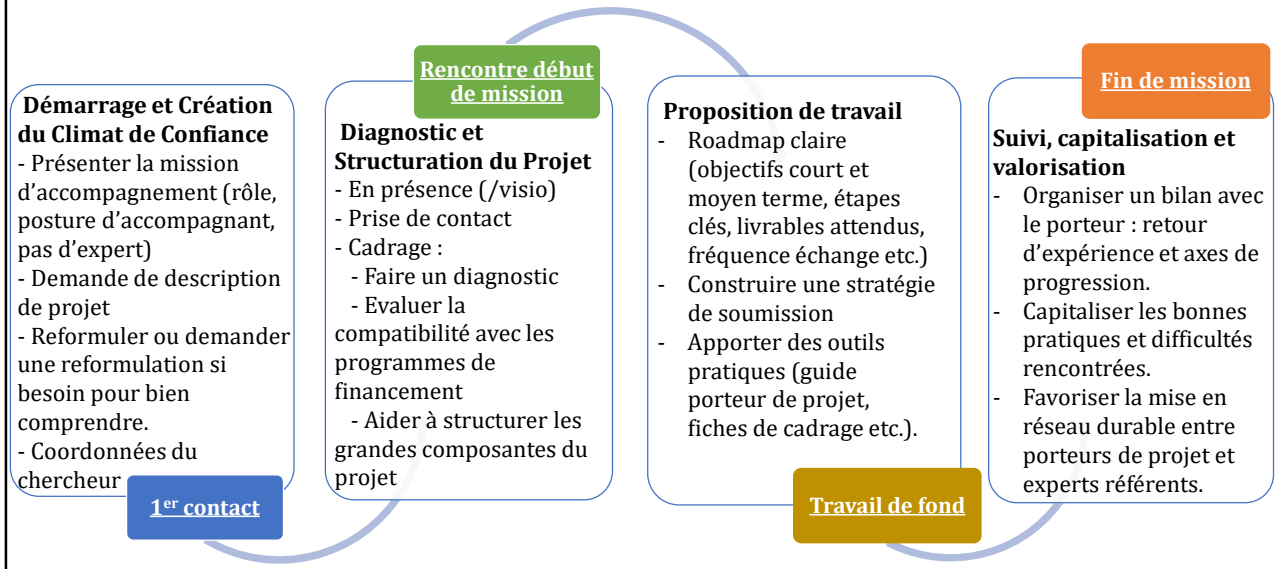 Démarrage et Création
du Climat de Confiance
- Présenter la mission
d'accompagnement (rôle,
posture d'accompagnant,
pas d'expert)
- Demande de description
de projet
- Reformuler ou demander
une reformulation si
besoin pour bien
comprendre.
- Coordonnées du
chercheur
1er contact
Rencontre début
de mission
Diagnostic et
Structuration du Projet
- En présence (/visio)
- Prise de contact
- Cadrage :
- Faire un diagnostic
- Evaluer la
compatibilité avec les
programmes de
financement
- Aider à structurer les
grandes composantes du
projet
Proposition de travail
- Roadmap claire
(objectifs court et
moyen terme, étapes
clés, livrables attendus,
fréquence échange etc.)
- Construire une stratégie
de soumission
- Apporter des outils
pratiques (guide
porteur de projet,
fiches de cadrage etc.).
Travail de fond
Fin de mission
Suivi, capitalisation et
valorisation
- Organiser un bilan avec
le porteur : retour
d'expérience et axes de
progression.
- Capitaliser les bonnes
pratiques et difficultés
rencontrées.
- Favoriser la mise en
réseau durable entre
porteurs de projet et
experts référents.